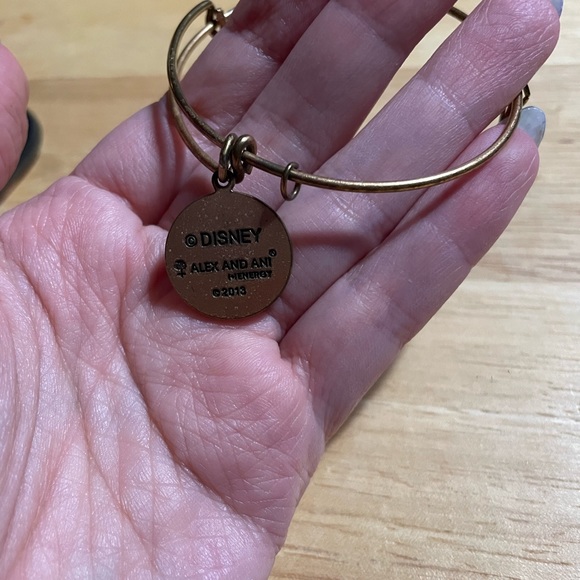 © DISNEY
ALEX AND ANI®
+ENERGY
©2013